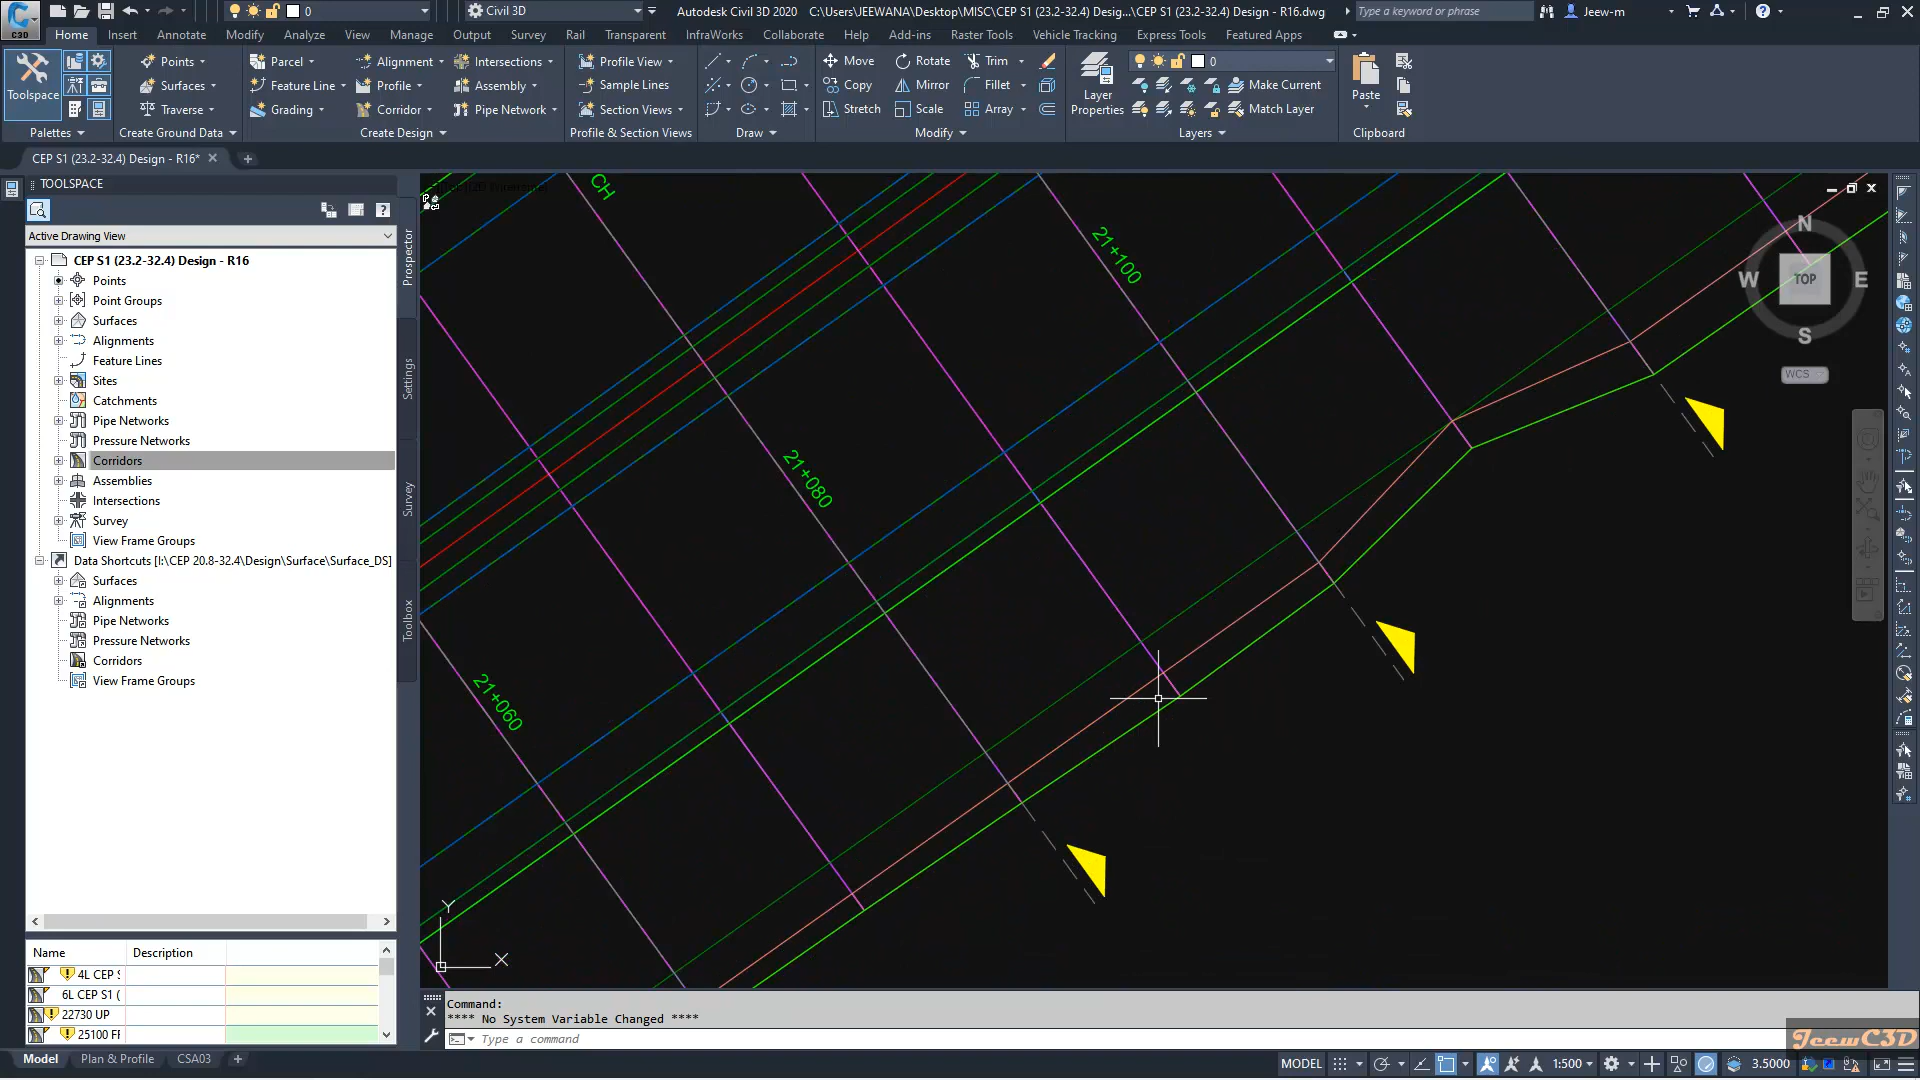 C3D
0
Civil 3D
Autodesk Civil 3D 2020 C:\Users\JEEWANA\Desktop\MISC\CEP S1 (23.2-32.4) Desig...\CEP S1 (23.2-32.4) Design - R16.dwg
Type a keyword or phrase
Jeew-m
Home Insert Annotate Modify Analyze View Manage Output Survey Rail Transparent InfraWorks Collaborate Help Add-ins Raster Tools Vehicle Tracking Express Tools Featured Apps
Points Parcel Alignment Intersections Profile View Move Rotate Trim 0
Toolspace Surfaces Feature Line Profile Assembly Sample Lines Copy Mirror Fillet Layer Properties Make Current Paste
Traverse Grading Corridor Pipe Network Section Views Stretch Scale Array Match Layer
Palettes Create Ground Data Create Design Profile & Section Views Draw Modify Layers Clipboard
CEP S1 (23.2-32.4) Design - R16*
TOOLSPACE
Active Drawing View
CEP S1 (23.2-32.4) Design - R16
Points
Point Groups
Surfaces
Alignments
Feature Lines
Sites
Catchments
Pipe Networks
Pressure Networks
Corridors
Assemblies
Intersections
Survey
View Frame Groups
Data Shortcuts [I:\CEP 20.8-32.4\Design\Surface\Surface_DS]
Surfaces
Alignments
Pipe Networks
Pressure Networks
Corridors
View Frame Groups
Prospector
Settings
Survey
Toolbox
Name Description
4L CEP S
6L CEP S1 (
22730 UP
25100 FF
CH
21+100
21+080
21+060
N
W TOP E
S
WCS
Y
X
Command:
**** No System Variable Changed ****
Type a command
JeewC3D
Model Plan & Profile CSA03
MODEL 1:500 3.5000